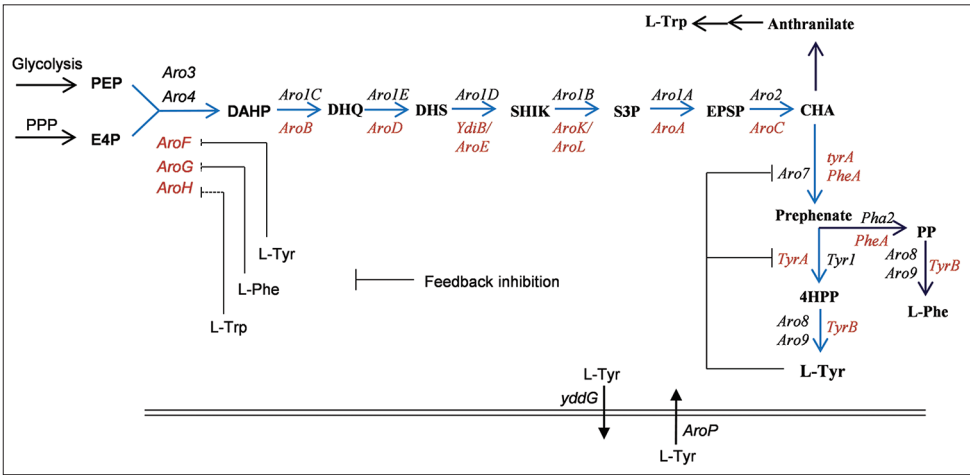 L-Trp
Anthranilate
Glycolysis
PEP
Aro3
Aro4
Aro1C
Aro1E
Aro1D
Aro1B
Aro1A
Aro2
DAHP
DHQ
DHS
SHIK
S3P
EPSP
CHA
PPP
E4P
AroB
AroD
YdiB/
AroE
AroK/
AroL
AroA
AroC
AroF
AroG
AroH
tyrA
PheA
Aro7
Prephenate
Pha2
PP
PheA
L-Tyr
TyrA
Tyr1
Aro8
Aro9
TyrB
L-Phe
Feedback inhibition
4HPP
L-Phe
L-Trp
Aro8
Aro9
TyrB
L-Tyr
L-Tyr
yddG
AroP
L-Tyr